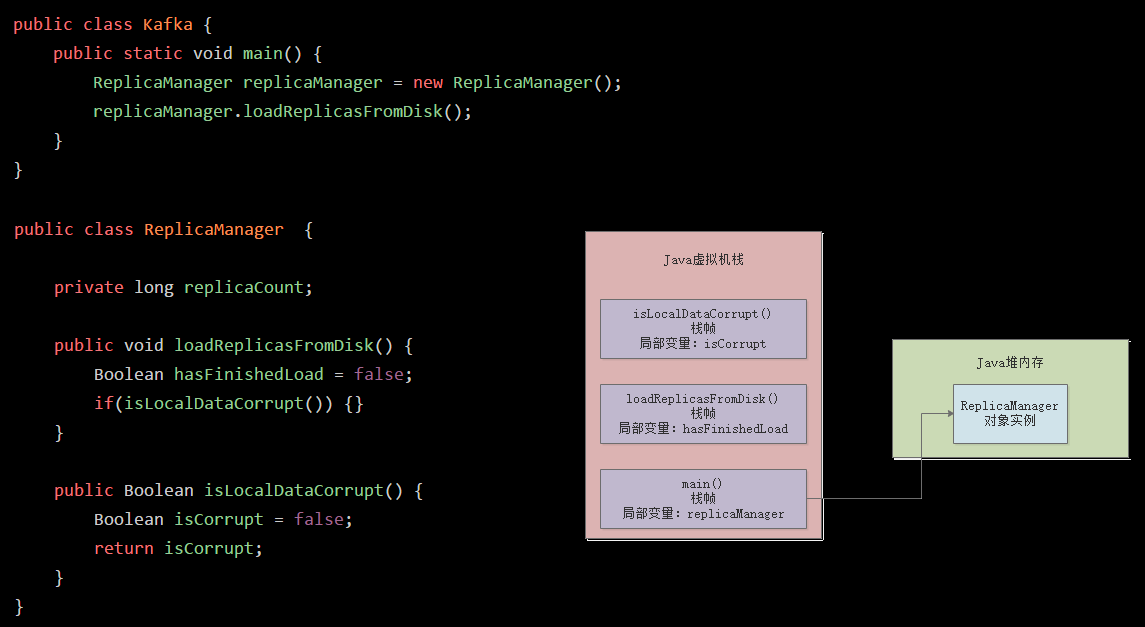 public class Kafka {
    public static void main() {
        ReplicaManager replicaManager = new ReplicaManager();
        replicaManager.loadReplicasFromDisk();
    }
}
public class ReplicaManager  {
    private long replicaCount;
    public void loadReplicasFromDisk() {
        Boolean hasFinishedLoad = false;
        if(isLocalDataCorrupt()) {}
    }
    public Boolean isLocalDataCorrupt() {
        Boolean isCorrupt = false;
        return isCorrupt;
    }
}
Java虚拟机栈
isLocalDataCorrupt()
栈帧
局部变量：isCorrupt
loadReplicasFromDisk()
栈帧
局部变量：hasFinishedLoad
main()
栈帧
局部变量：replicaManager
Java堆内存
ReplicaManager
对象实例